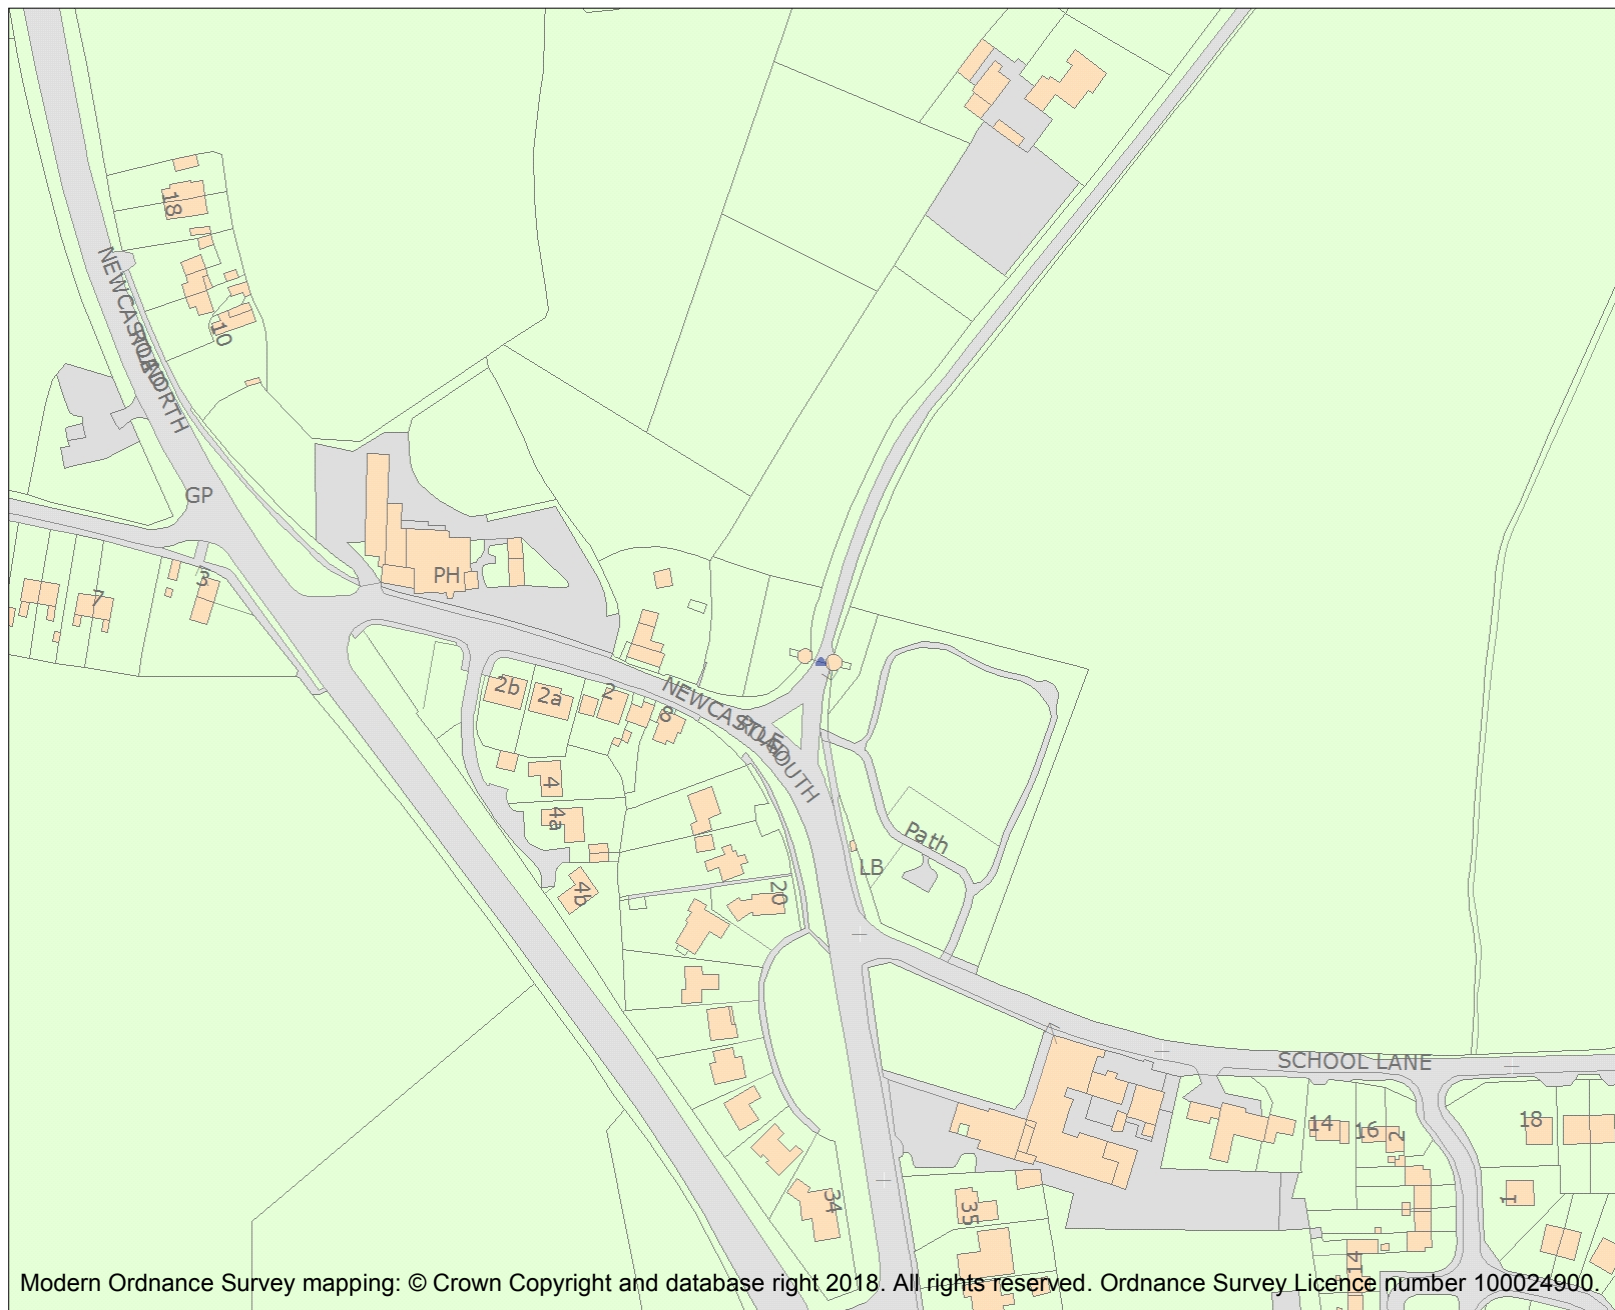 18
10
NEWCASTLE
ROAD
NORTH
GP
3
7
PH
2b
2a
2
8
NEWCASTLE
ROAD
SOUTH
4
4a
4b
Path
LB
20
SCHOOL LANE
14
16
2
18
1
34
35
14
Modern Ordnance Survey mapping: © Crown Copyright and database right 2018. All rights reserved. Ordnance Survey Licence number 100024900.